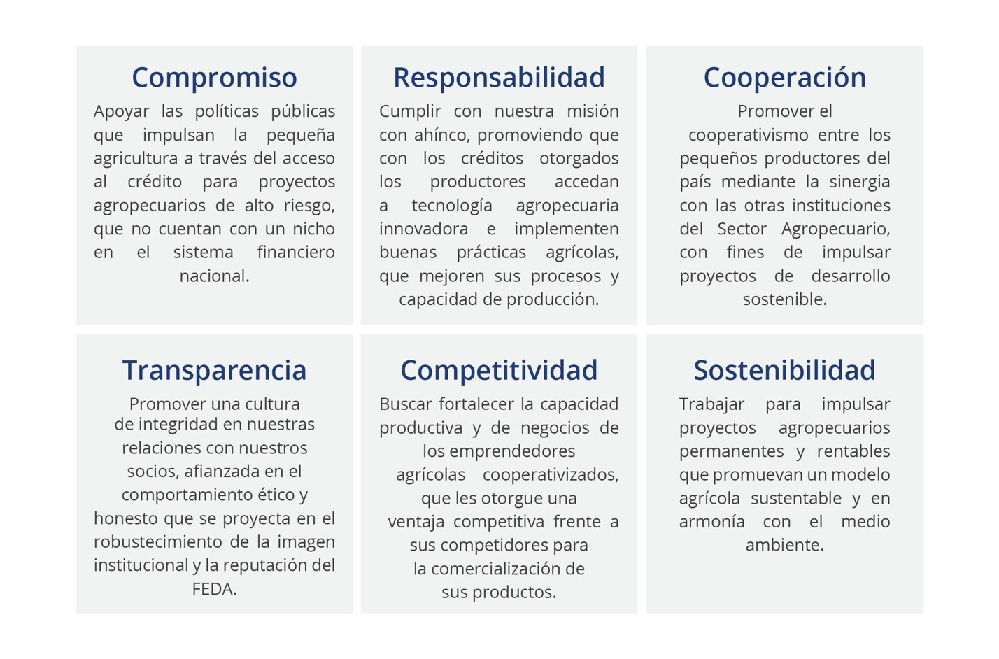 Compromiso
Apoyar las políticas públicas
que impulsan la pequeña
agricultura a través del acceso
al crédito para proyectos
agropecuarios de alto riesgo,
que no cuentan con un nicho
en el sistema financiero
nacional.
Responsabilidad
Cumplir con nuestra misión
con ahínco, promoviendo que
con los créditos otorgados
los productores accedan
a tecnología agropecuaria
innovadora e implementen
buenas prácticas agrícolas,
que mejoren sus procesos y
capacidad de producción.
Cooperación
Promover el
cooperativismo entre los
pequeños productores del
país mediante la sinergia
con las otras instituciones
del Sector Agropecuario,
con fines de impulsar
proyectos de desarrollo
sostenible.
Transparencia
Promover una cultura
de integridad en nuestras
relaciones con nuestros
socios, afianzada en el
comportamiento ético y
honesto que se proyecta en el
robustecimiento de la imagen
institucional y la reputación del
FEDA.
Competitividad
Buscar fortalecer la capacidad
productiva y de negocios de
los emprendedores
agrícolas cooperativizados,
que les otorgue una
ventaja competitiva frente a
sus competidores para
la comercialización de
sus productos.
Sostenibilidad
Trabajar para impulsar
proyectos agropecuarios
permanentes y rentables
que promuevan un modelo
agrícola sustentable y en
armonía con el medio
ambiente.